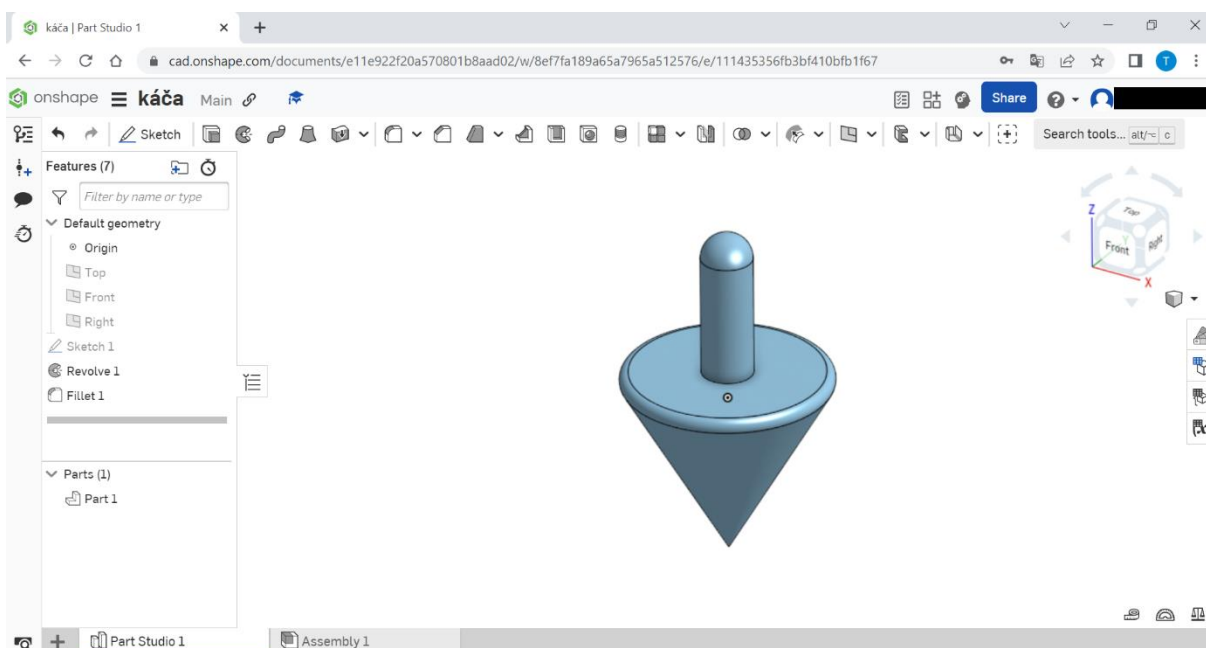 káča | Part Studio 1
cad.onshape.com/documents/e11e922f20a570801b8aad02/w/8ef7fa189a65a7965a512576/e/111435356fb3bf410bfb1f67
T
onshape káča Main Share
Sketch Search tools... alt/⌥ c
Features (7)
Filter by name or type
Default geometry
Origin
Top
Front
Right
Sketch 1
Revolve 1
Fillet 1
Parts (1)
Part 1
Z
Top
Y
Front
Right
X
Part Studio 1
Assembly 1